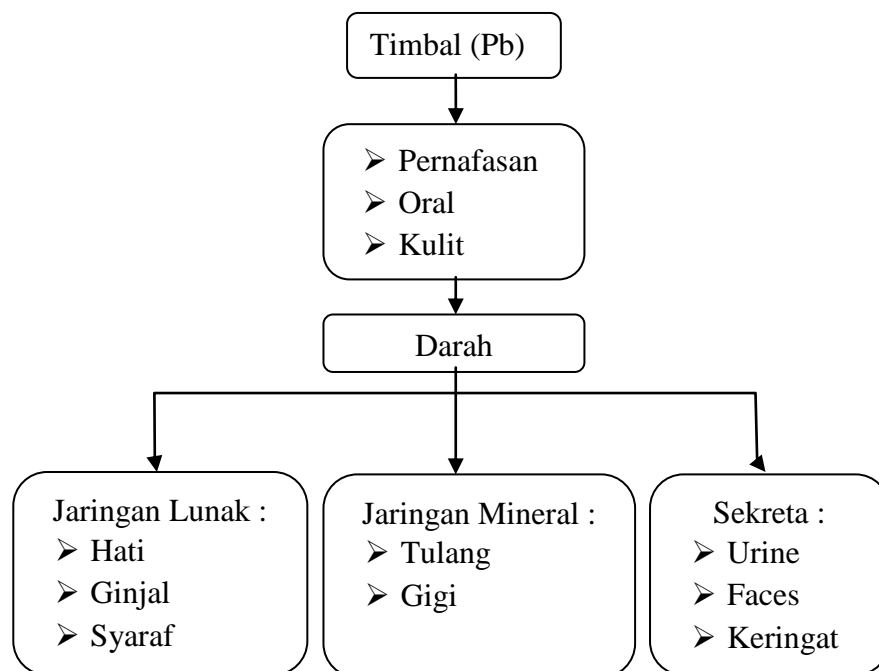 Timbal (Pb)
➢ Pernafasan
➢ Oral
➢ Kulit
Darah
Jaringan Lunak :
➢ Hati
➢ Ginjal
➢ Syaraf
Jaringan Mineral :
➢ Tulang
➢ Gigi
Sekreta :
➢ Urine
➢ Faces
➢ Keringat